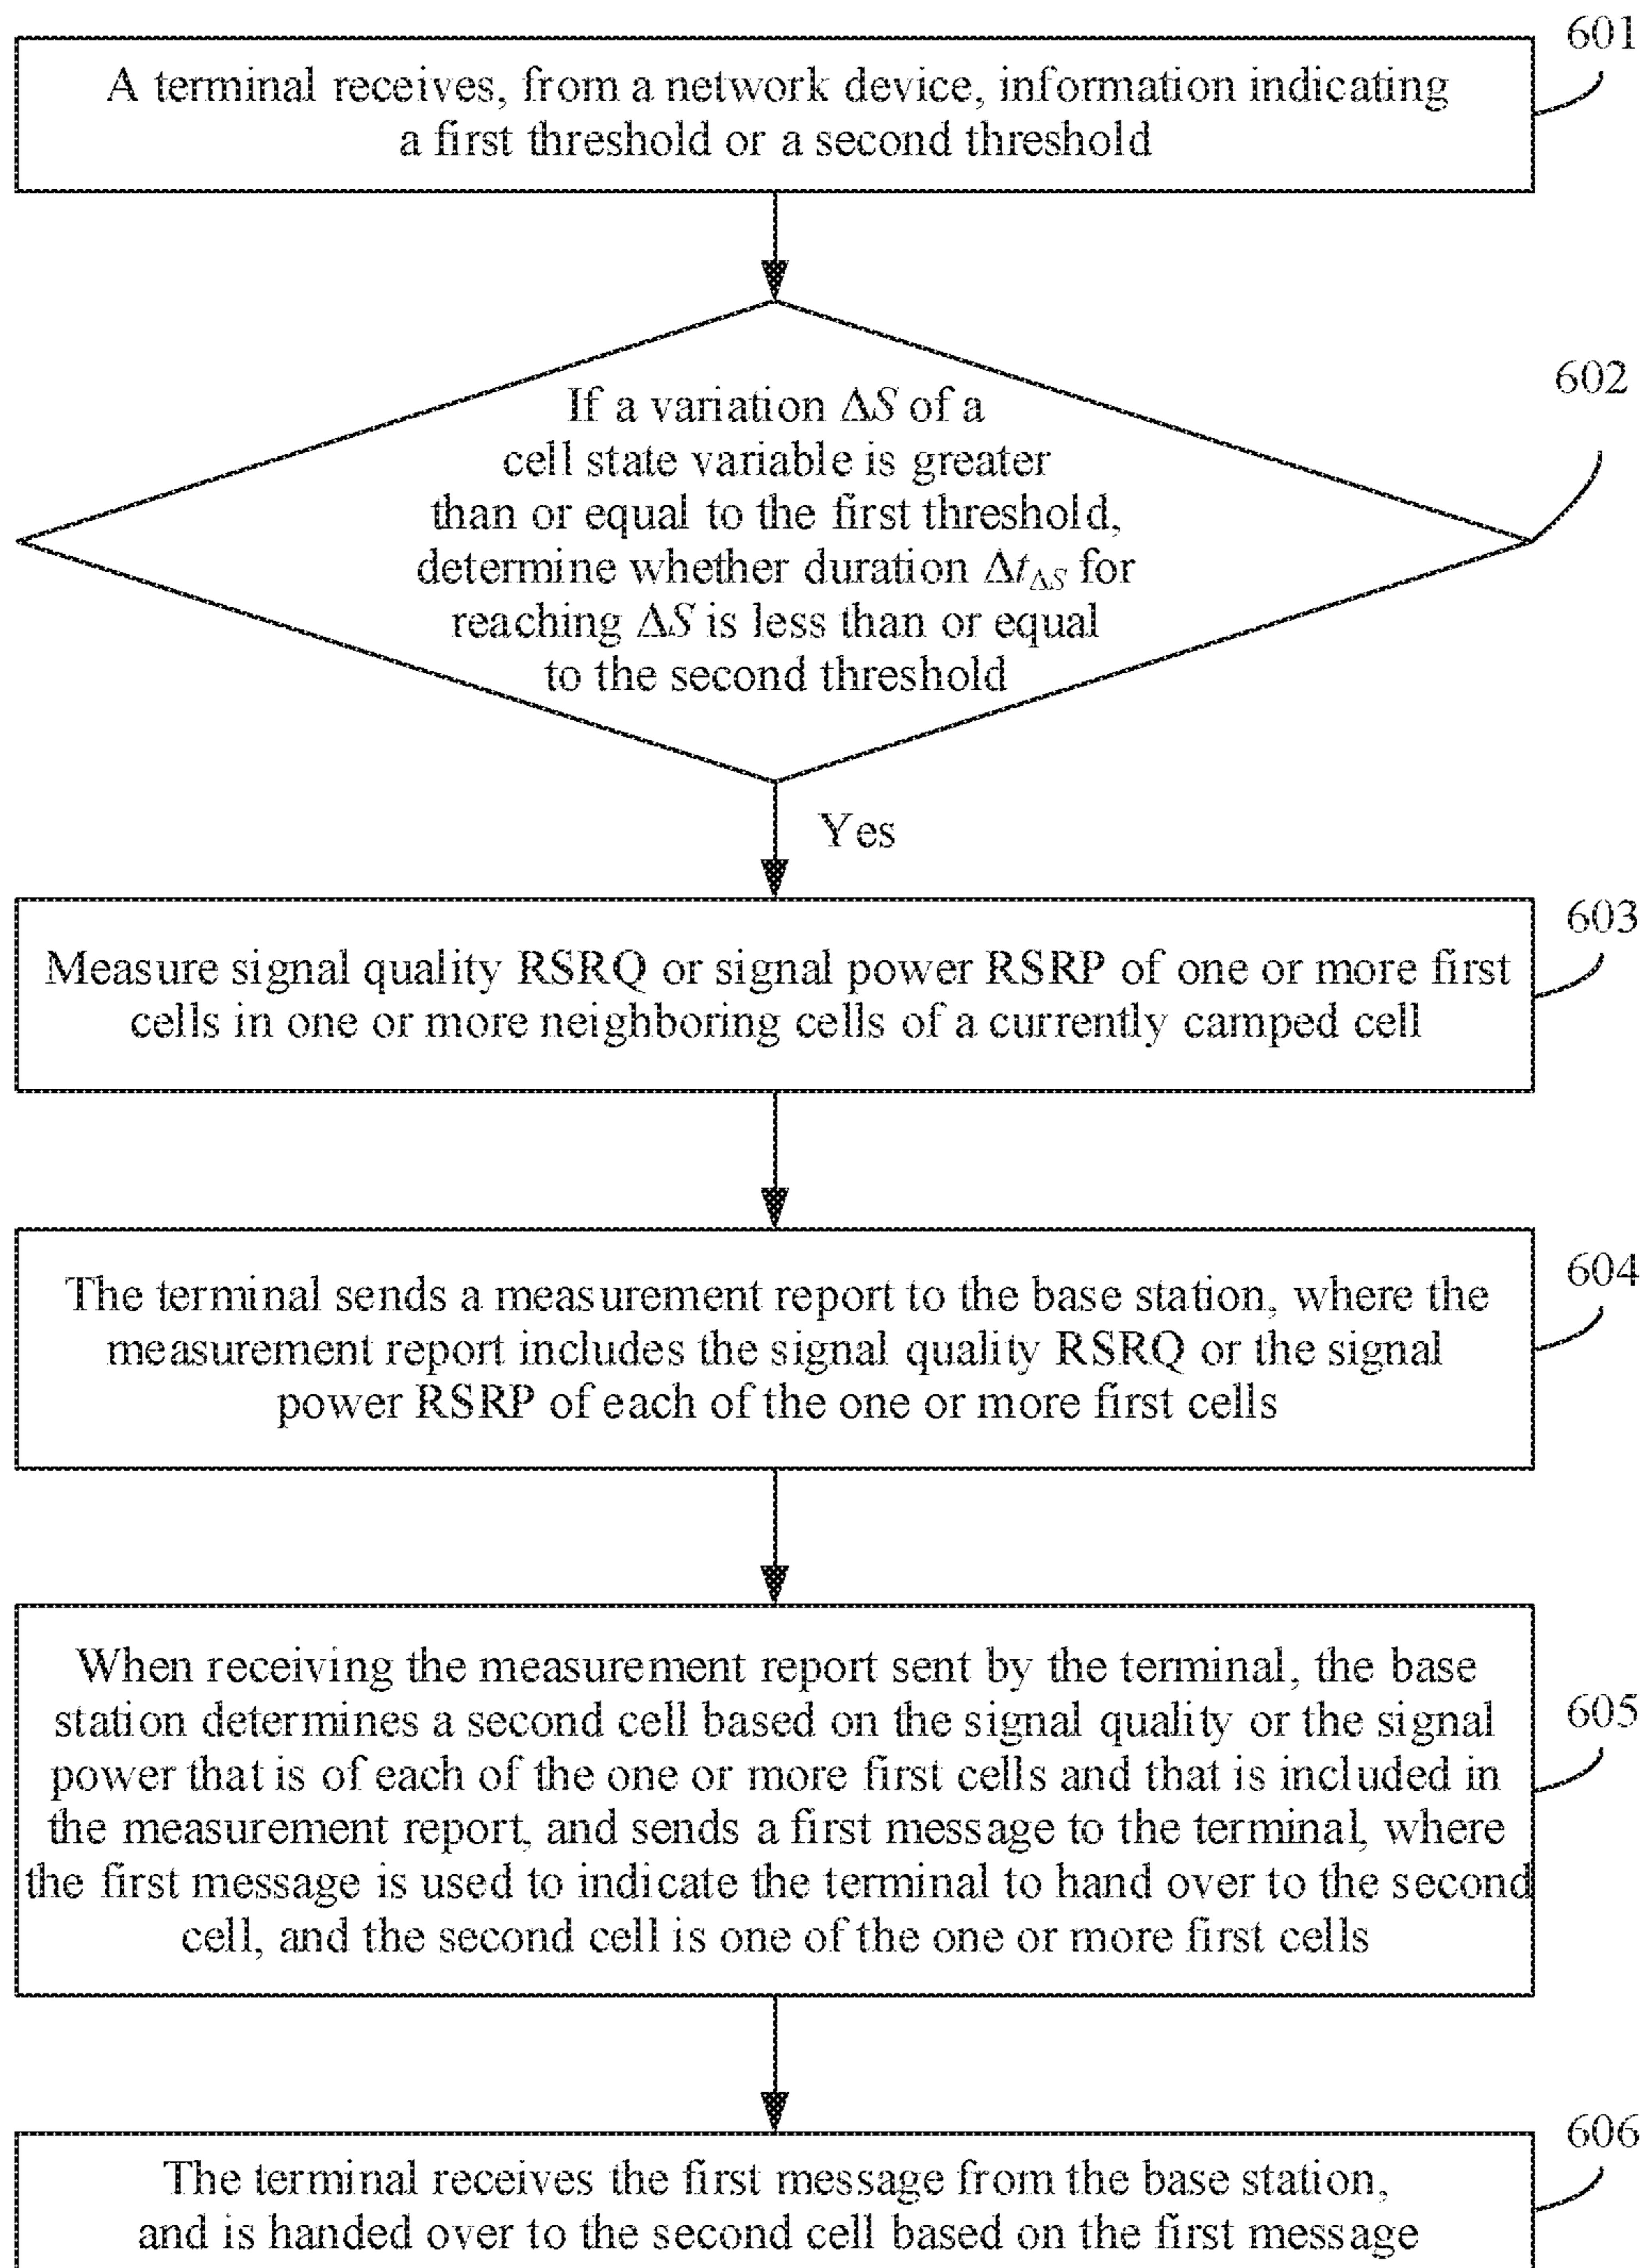 601
A terminal receives, from a network device, information indicating
a first threshold or a second threshold
602
If a variation ΔS of a
cell state variable is greater
than or equal to the first threshold,
determine whether duration Δt_ΔS for
reaching ΔS is less than or equal
to the second threshold
Yes
603
Measure signal quality RSRQ or signal power RSRP of one or more first
cells in one or more neighboring cells of a currently camped cell
604
The terminal sends a measurement report to the base station, where the
measurement report includes the signal quality RSRQ or the signal
power RSRP of each of the one or more first cells
605
When receiving the measurement report sent by the terminal, the base
station determines a second cell based on the signal quality or the signal
power that is of each of the one or more first cells and that is included in
the measurement report, and sends a first message to the terminal, where
the first message is used to indicate the terminal to hand over to the second
cell, and the second cell is one of the one or more first cells
606
The terminal receives the first message from the base station,
and is handed over to the second cell based on the first message